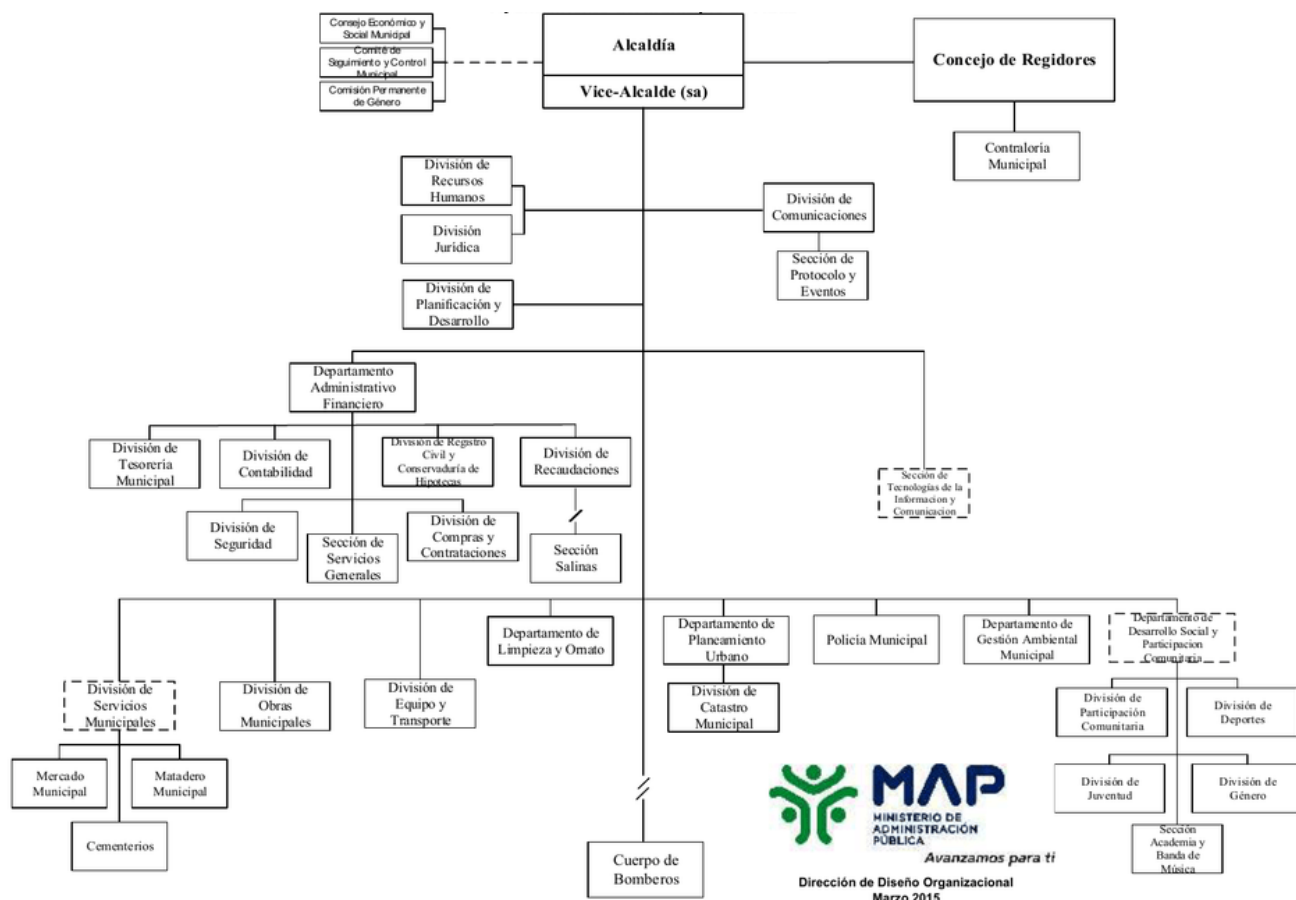 Consejo Económico y
Social Municipal
Comité de
Seguimiento y Control
Municipal
Comisión Permanente
de Género
Alcaldía
Vice-Alcalde (sa)
Concejo de Regidores
Contraloría
Municipal
División de
Recursos
Humanos
División
Jurídica
División de
Comunicaciones
Sección de
Protocolo y
Eventos
División de
Planificación y
Desarrollo
Departamento
Administrativo
Financiero
División de
Tesorería
Municipal
División de
Contabilidad
División de Registro
Civil y
Conservaduría de
Hipotecas
División de
Recaudaciones
Sección de
Tecnologías de la
Informacion y
Comunicacion
División de
Seguridad
Sección de
Servicios
Generales
División de
Compras y
Contrataciones
Sección
Salinas
Departamento de
Limpieza y Ornato
Departamento de
Planeamiento
Urbano
Policía Municipal
Departamento de
Gestión Ambiental
Municipal
Departamento de
Desarrollo Social y
Participacion
Comunitaria
División de
Servicios
Municipales
División de
Obras
Municipales
División de
Equipo y
Transporte
División de
Catastro
Municipal
División de
Participación
Comunitaria
División de
Deportes
Mercado
Municipal
Matadero
Municipal
División de
Juventud
División de
Género
Cementerios
Cuerpo de
Bomberos
Sección
Academia y
Banda de
Música
MAP
MINISTERIO DE
ADMINISTRACIÓN
PÚBLICA
Avanzamos para ti
Dirección de Diseño Organizacional
Marzo 2015